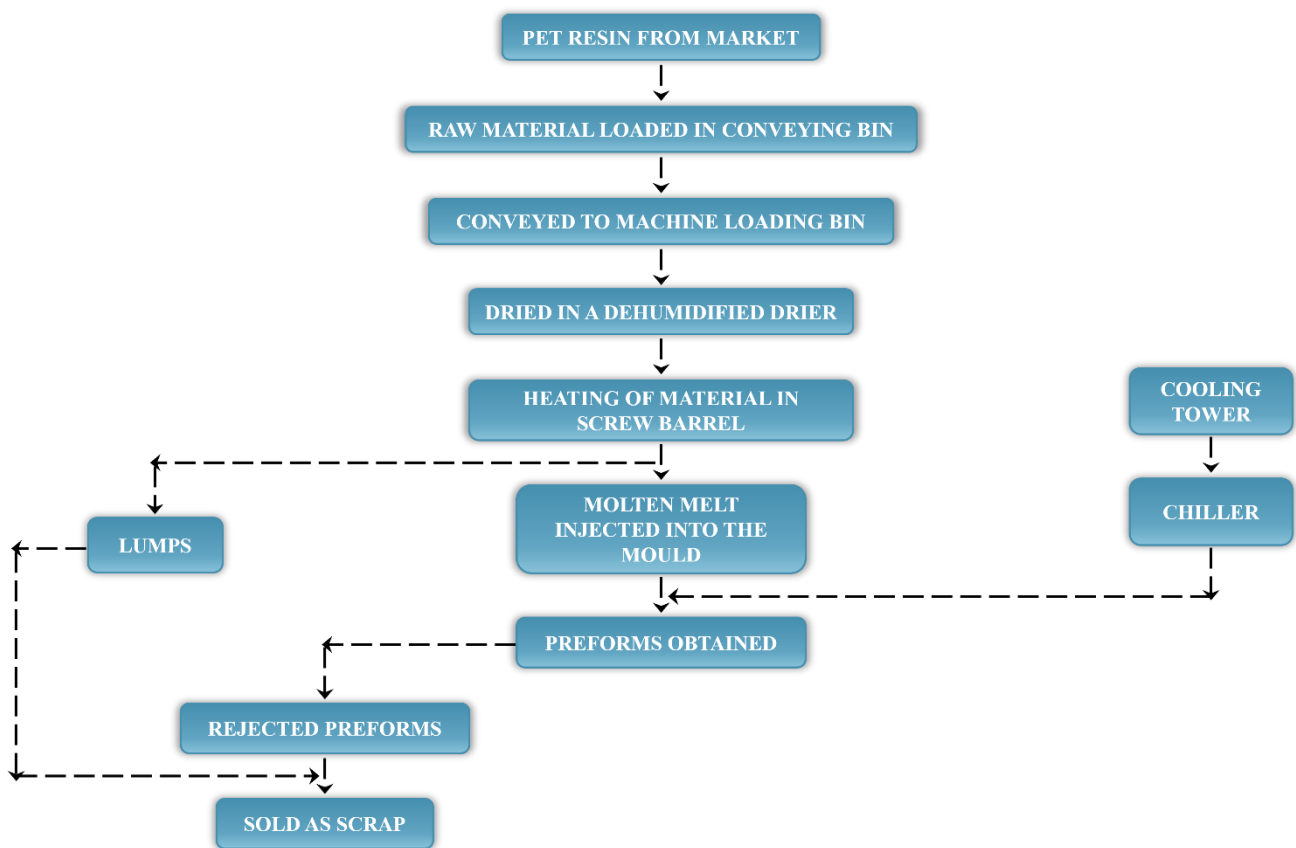 PET RESIN FROM MARKET
RAW MATERIAL LOADED IN CONVEYING BIN
CONVEYED TO MACHINE LOADING BIN
DRIED IN A DEHUMIDIFIED DRIER
HEATING OF MATERIAL IN
SCREW BARREL
COOLING
TOWER
MOLTEN MELT
INJECTED INTO THE
MOULD
CHILLER
LUMPS
PREFORMS OBTAINED
REJECTED PREFORMS
SOLD AS SCRAP